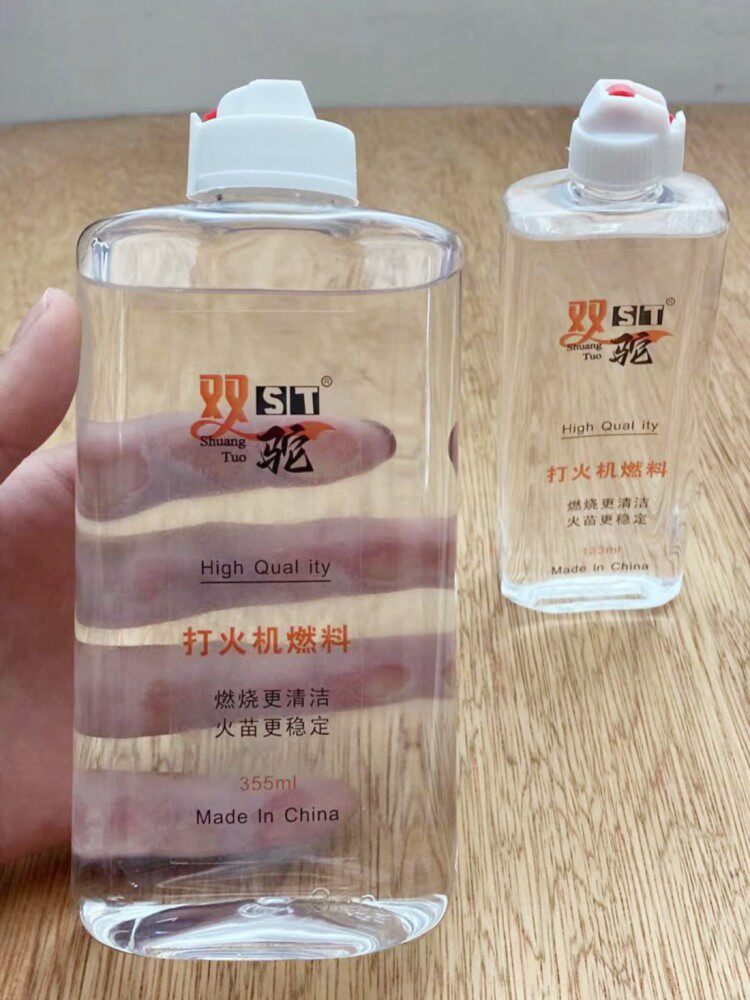 双 ST®
Shuang
Tuo 驼
High Qual ity
打火机燃料
燃烧更清洁
火苗更稳定
355ml
Made In China
双 ST®
Shuang
Tuo 驼
High Qual ity
打火机燃料
燃烧更清洁
火苗更稳定
133ml
Made In China